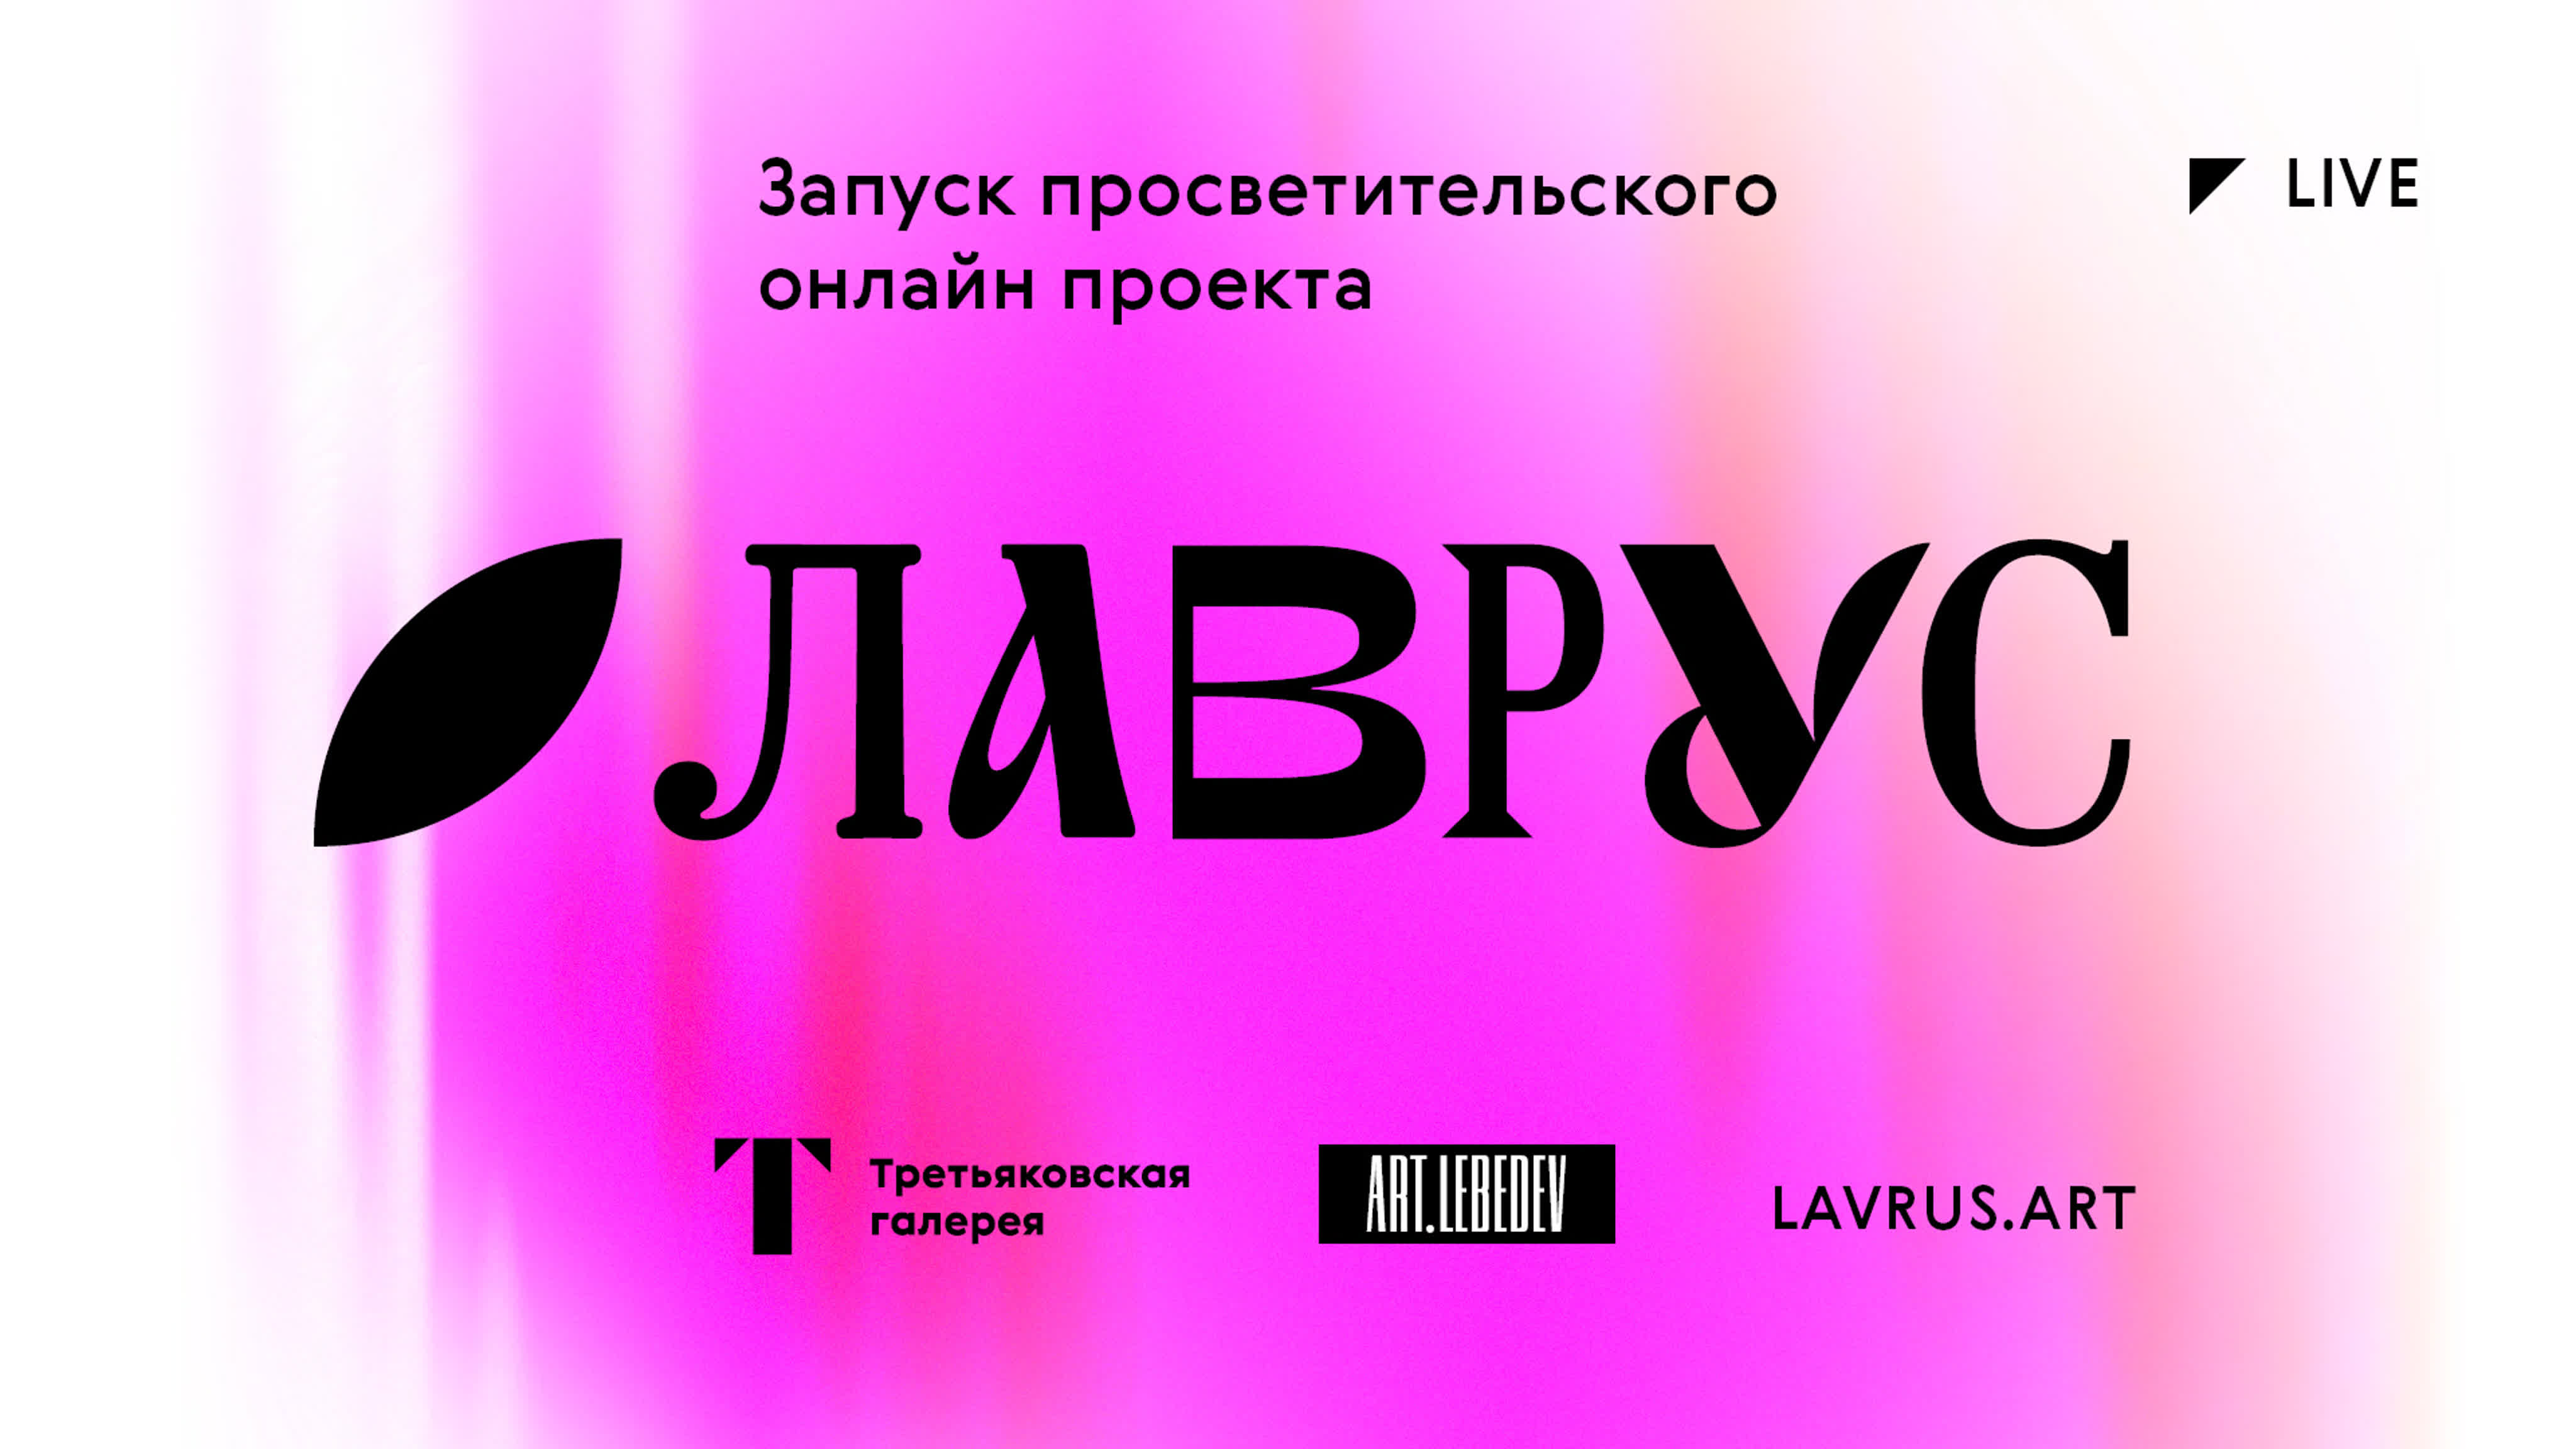 Запуск просветительского
онлайн проекта
LIVE
ЛАВРУС
Третьяковская
галерея
ART.LEBEDEV
LAVRUS.ART